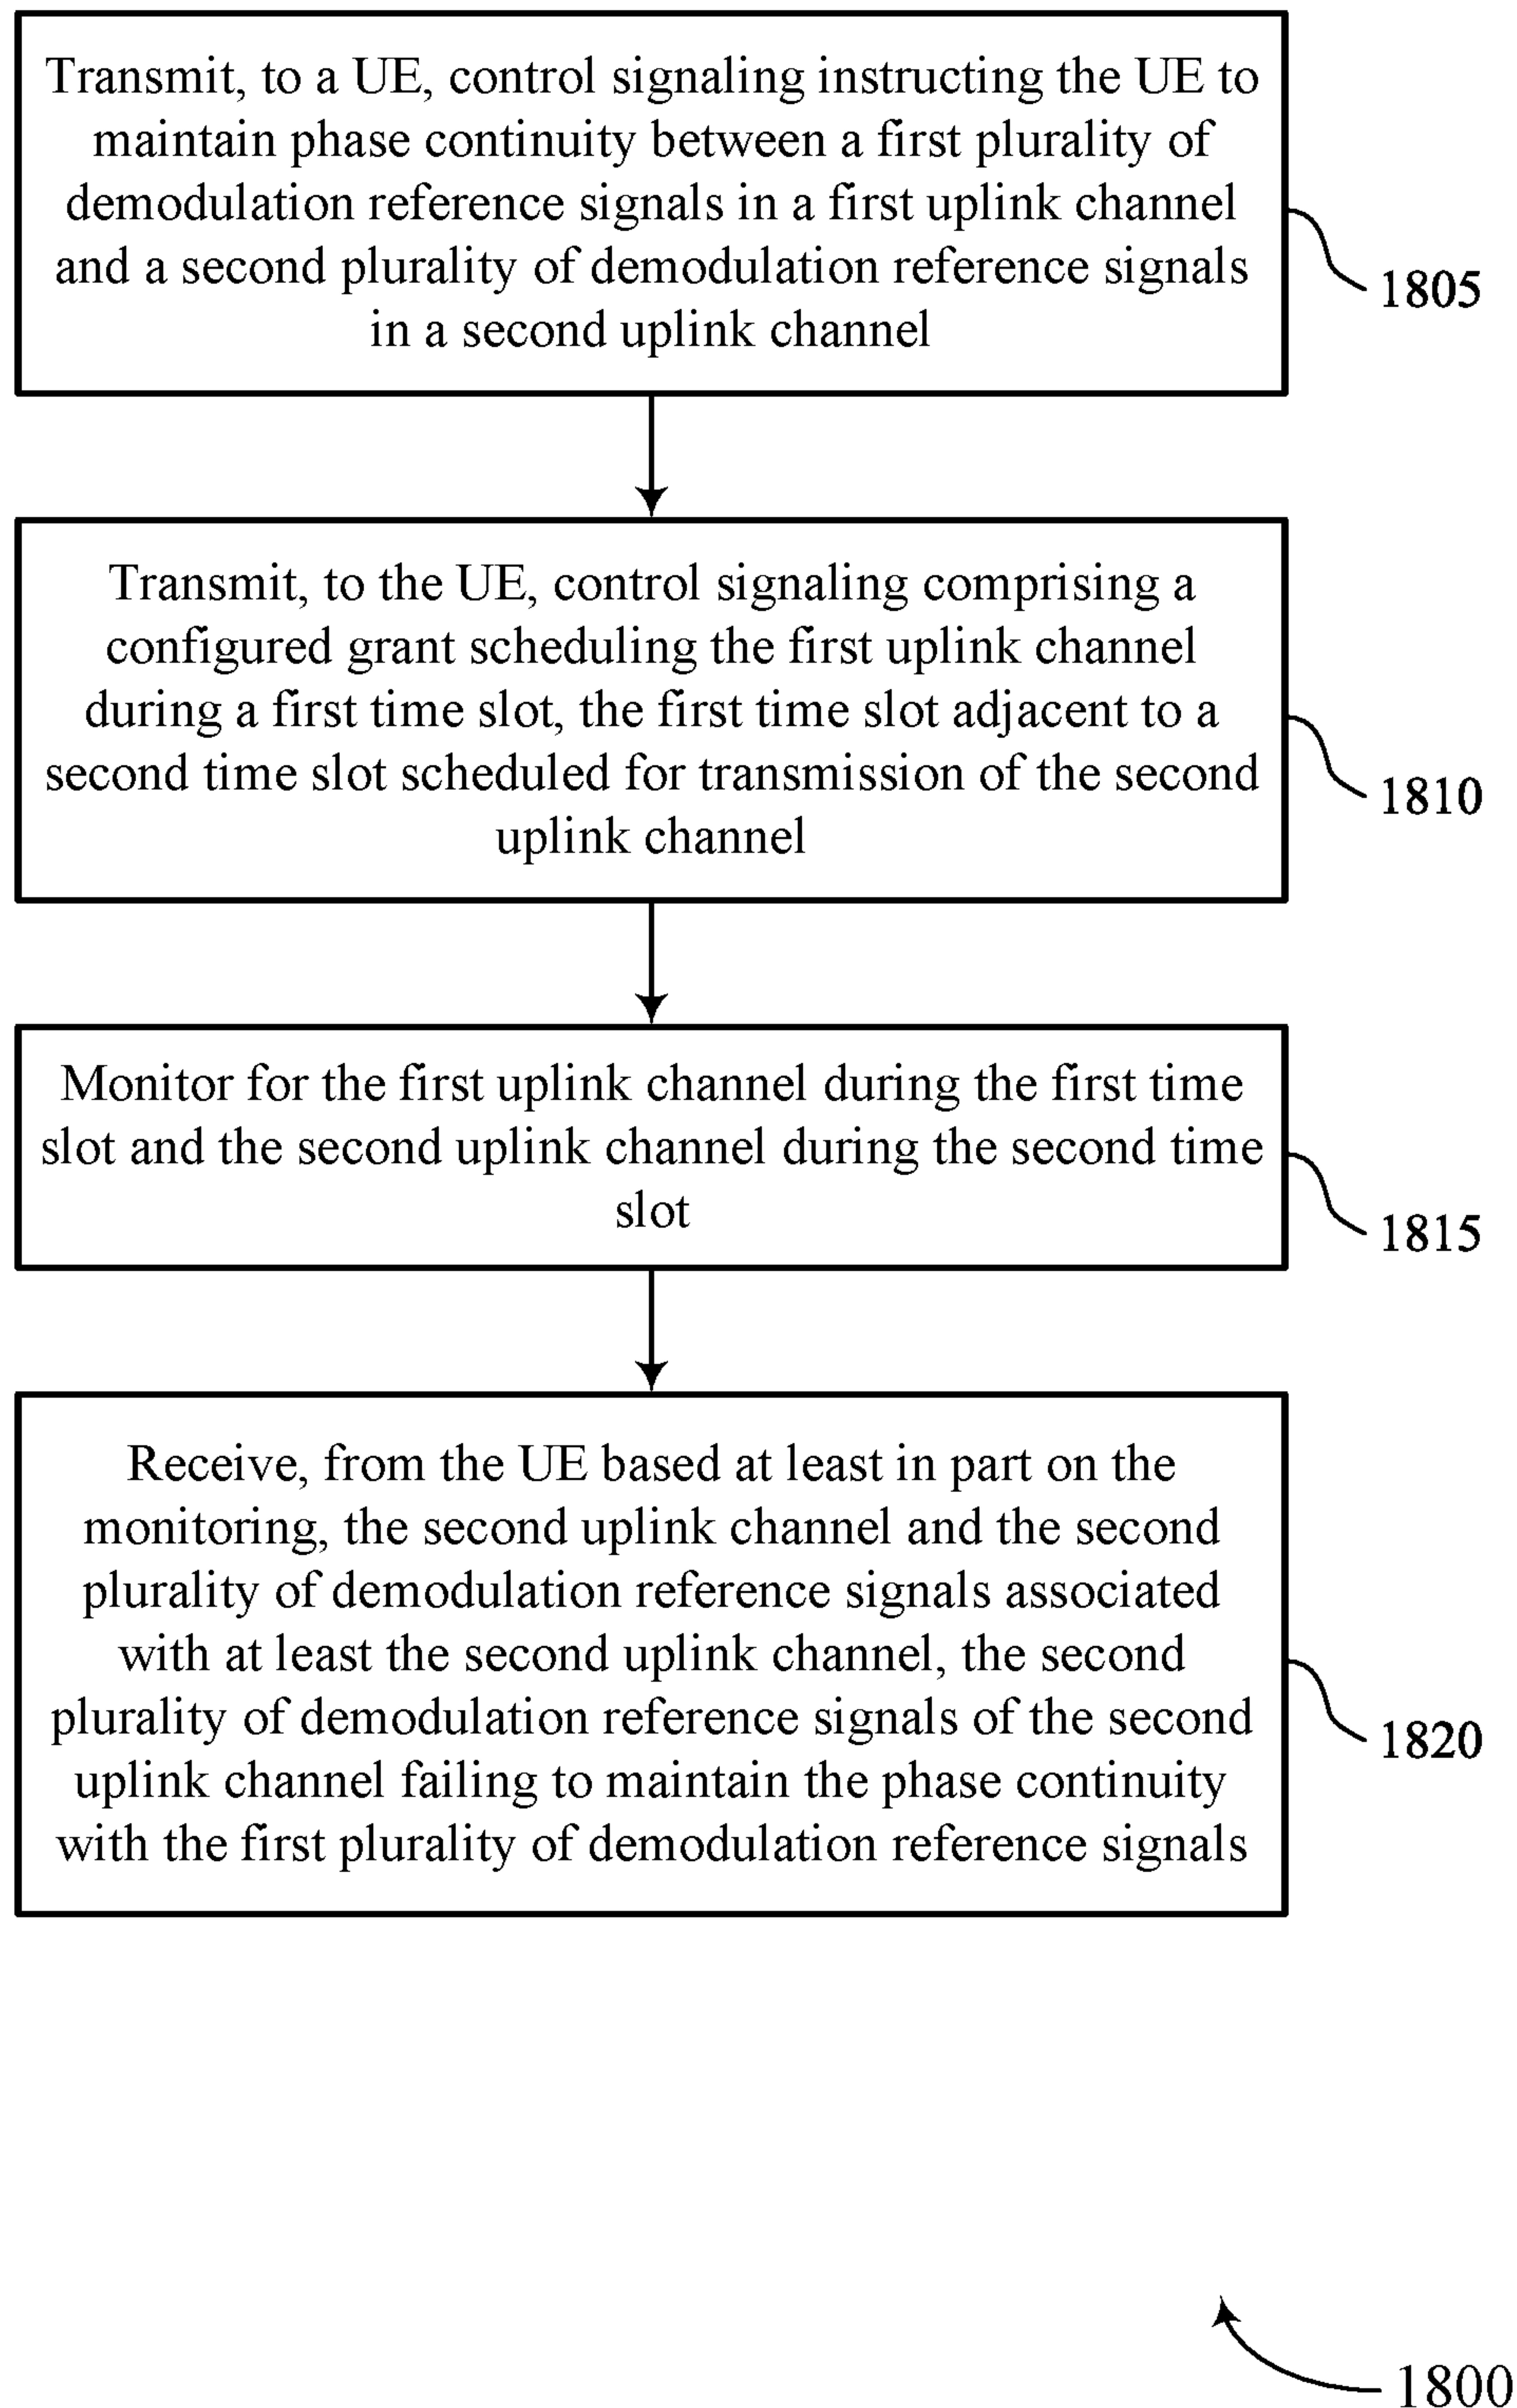 Transmit, to a UE, control signaling instructing the UE to
maintain phase continuity between a first plurality of
demodulation reference signals in a first uplink channel
and a second plurality of demodulation reference signals
in a second uplink channel
1805
Transmit, to the UE, control signaling comprising a
configured grant scheduling the first uplink channel
during a first time slot, the first time slot adjacent to a
second time slot scheduled for transmission of the second
uplink channel
1810
Monitor for the first uplink channel during the first time
slot and the second uplink channel during the second time
slot
1815
Receive, from the UE based at least in part on the
monitoring, the second uplink channel and the second
plurality of demodulation reference signals associated
with at least the second uplink channel, the second
plurality of demodulation reference signals of the second
uplink channel failing to maintain the phase continuity
with the first plurality of demodulation reference signals
1820
1800